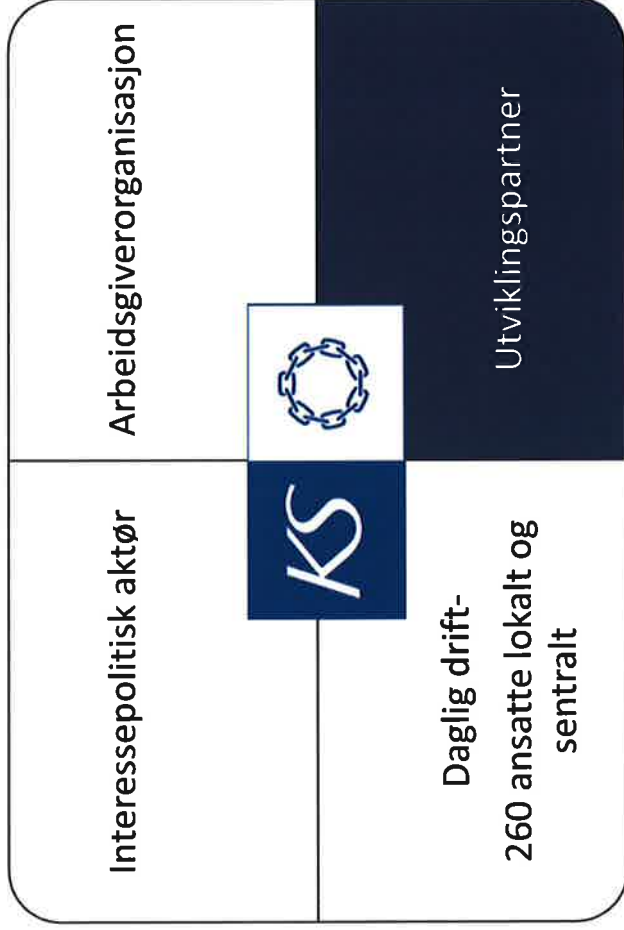 Interessepolitisk aktør
Arbeidsgiverorganisasjon
KS
Daglig drift-
260 ansatte lokalt og
sentralt
Utviklingspartner